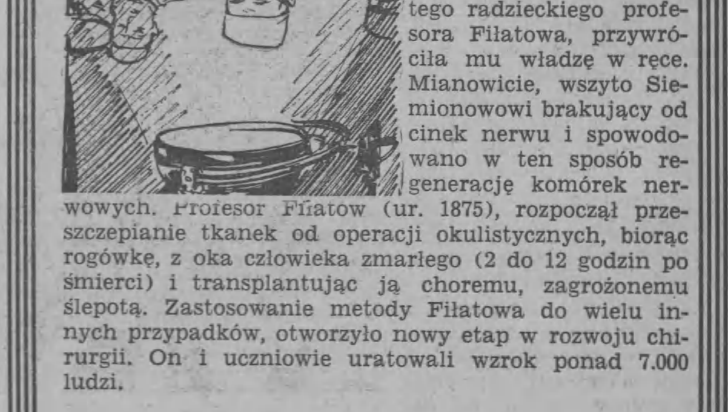 tego radzieckiego profe-
sora Fiłatowa, przywró-
ciła mu władzę w ręce.
Mianowicie, wszyto Sie-
mionowowi brakujący od
cinek nerwu i spowodo-
wano w ten sposób re-
generację komórek ner-
wowych. Profesor Fiłatow (ur. 1875), rozpoczął prze-
szczepianie tkanek od operacji okulistycznych, biorąc
rogówkę, z oka człowieka zmarłego (2 do 12 godzin po
śmierci) i transplantując ją choremu, zagrożonemu
ślepotą. Zastosowanie metody Fiłatowa do wielu in-
nych przypadków, otworzyło nowy etap w rozwoju chi-
rurgii. On i uczniowie uratowali wzrok ponad 7.000
ludzi.